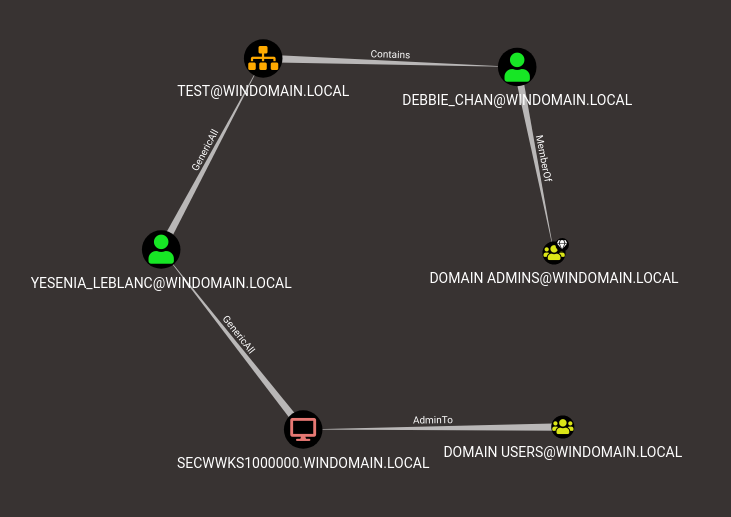 Contains
TEST@WINDOMAIN.LOCAL
DEBBIE_CHAN@WINDOMAIN.LOCAL
GenericAll
MemberOf
DOMAIN ADMINS@WINDOMAIN.LOCAL
YESENIA_LEBLANC@WINDOMAIN.LOCAL
GenericAll
AdminTo
DOMAIN USERS@WINDOMAIN.LOCAL
SECWWKS1000000.WINDOMAIN.LOCAL